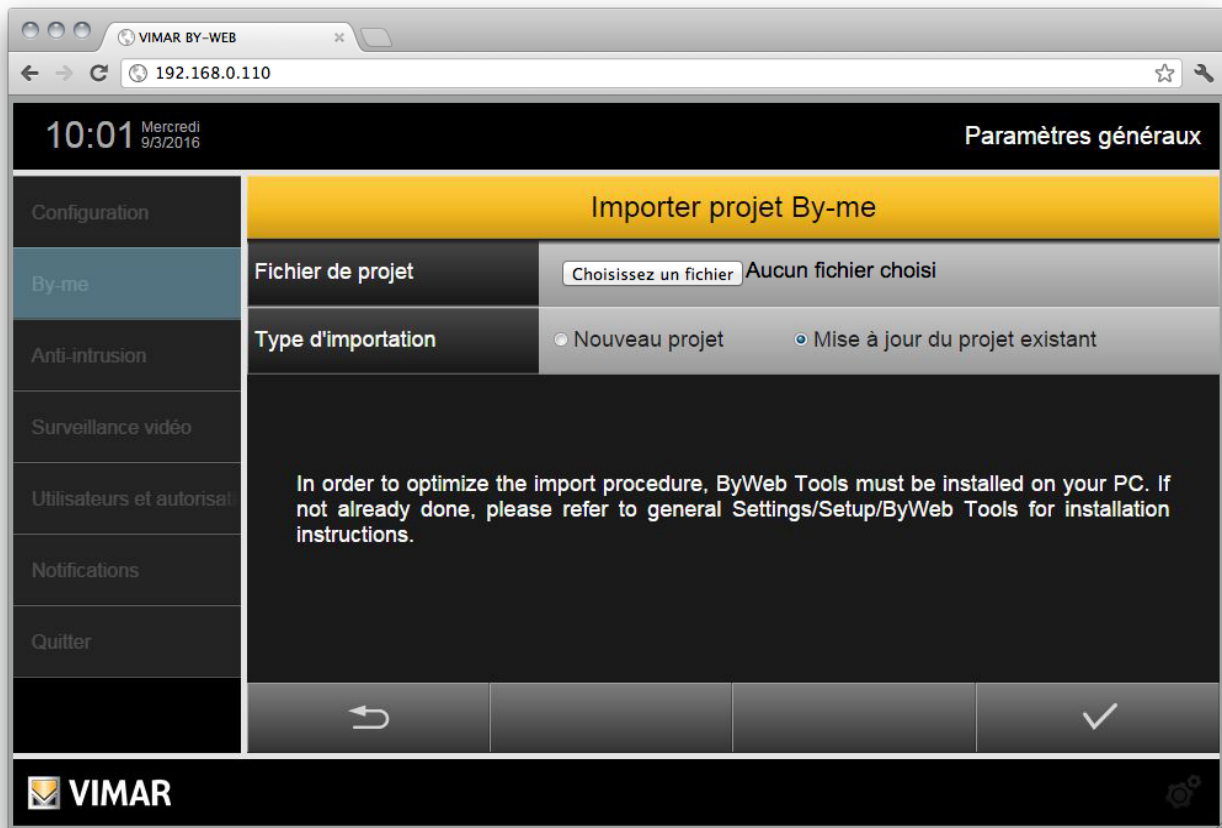 VIMAR BY-WEB
192.168.0.110
10:01 Mercredi
9/3/2016
Paramètres généraux
Configuration
By-me
Anti-intrusion
Surveillance vidéo
Utilisateurs et autorisati
Notifications
Quitter
Importer projet By-me
Fichier de projet
Choisissez un fichier Aucun fichier choisi
Type d'importation
Nouveau projet
Mise à jour du projet existant
In order to optimize the import procedure, ByWeb Tools must be installed on your PC. If
not already done, please refer to general Settings/Setup/ByWeb Tools for installation
instructions.
VIMAR